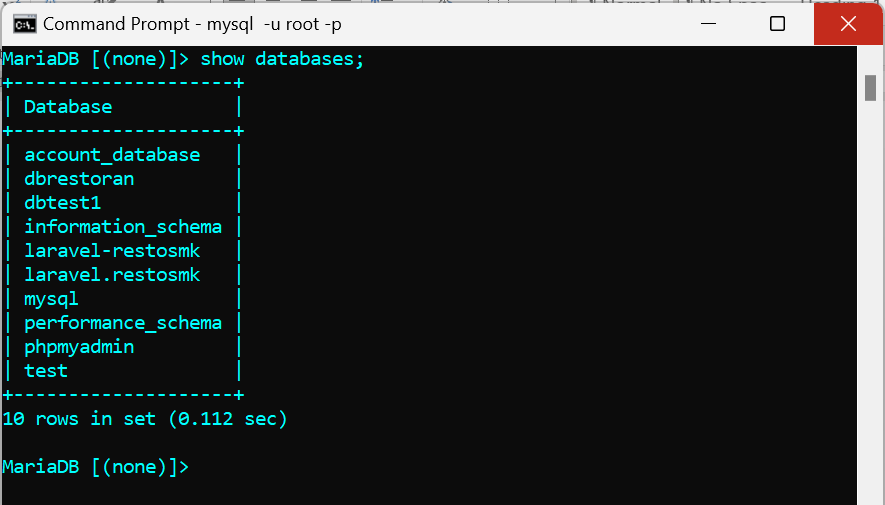 Command Prompt - mysql  -u root -p
MariaDB [(none)]> show databases;
+--------------------+
| Database           |
+--------------------+
| account_database   |
| dbrestoran         |
| dbtest1            |
| information_schema |
| laravel-restosmk   |
| laravel.restosmk   |
| mysql              |
| performance_schema |
| phpmyadmin         |
| test               |
+--------------------+
10 rows in set (0.112 sec)

MariaDB [(none)]>